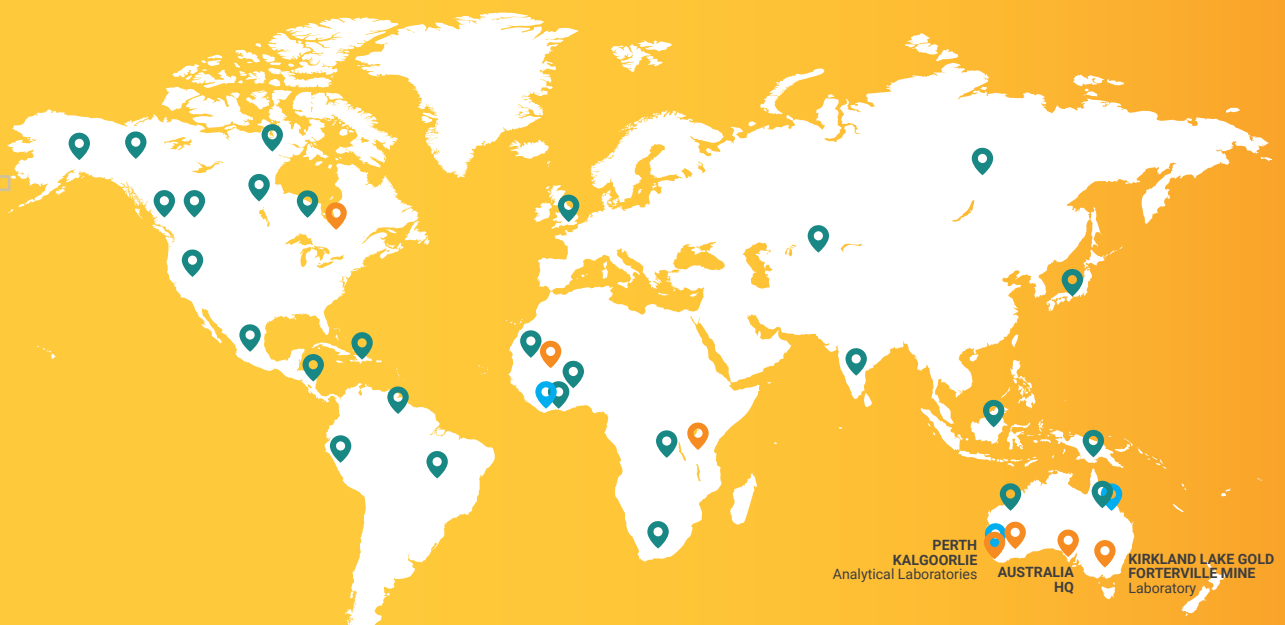 PERTH
KALGOORLIE
Analytical Laboratories
AUSTRALIA
HQ
KIRKLAND LAKE GOLD
FORTERVILLE MINE
Laboratory